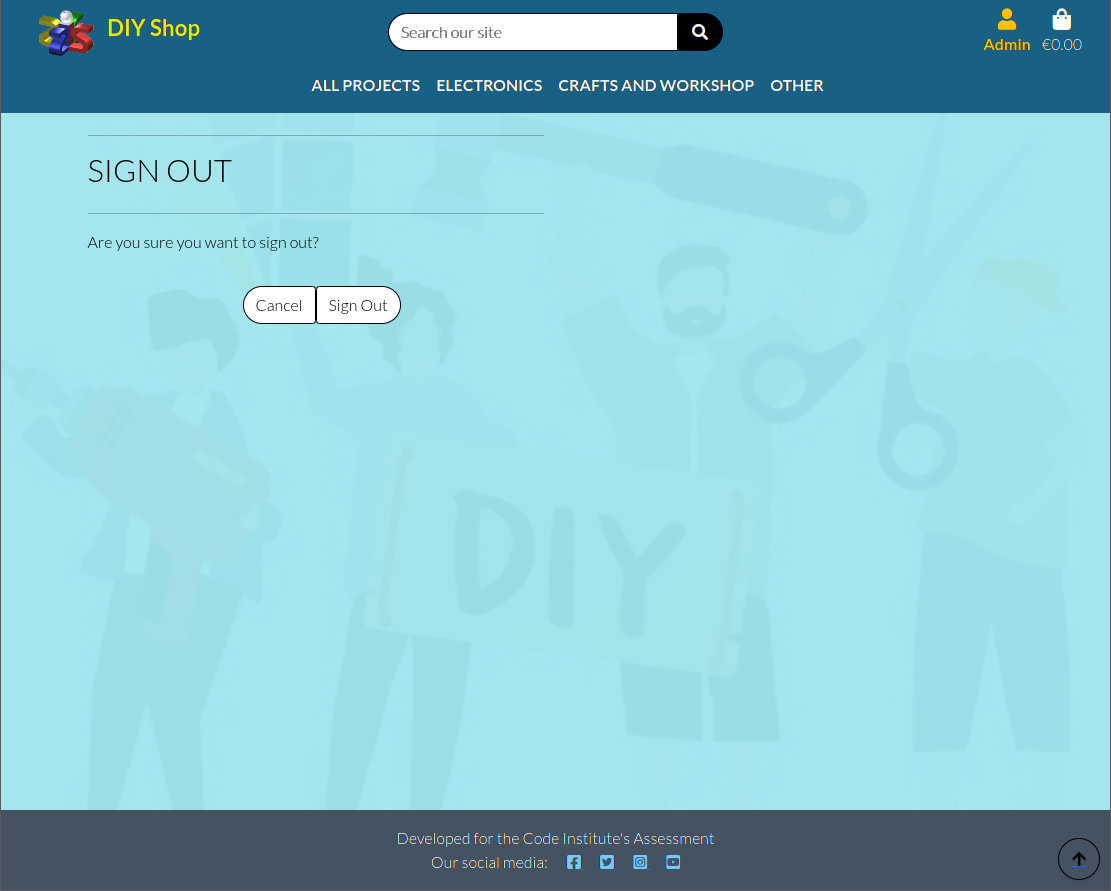 DIY Shop
Search our site
Admin
€0.00
ALL PROJECTS ELECTRONICS CRAFTS AND WORKSHOP OTHER
SIGN OUT
Are you sure you want to sign out?
Cancel Sign Out
DIY
Developed for the Code Institute's Assessment
Our social media: